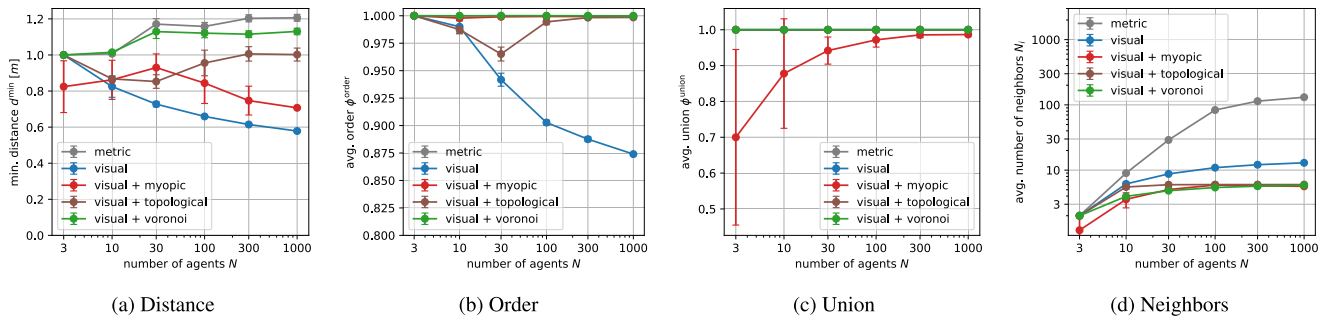 min. distance d^min [m]
1.2
1.0
0.8
0.6
0.4
0.2
0.0
metric
visual
visual + myopic
visual + topological
visual + voronoi
3 10 30 100 300 1000
number of agents N
(a) Distance
avg. order ϕ^order
1.000
0.975
0.950
0.925
0.900
0.875
0.850
0.825
0.800
metric
visual
visual + myopic
visual + topological
visual + voronoi
3 10 30 100 300 1000
number of agents N
(b) Order
avg. union ϕ^union
1.0
0.9
0.8
0.7
0.6
0.5
metric
visual
visual + myopic
visual + topological
visual + voronoi
3 10 30 100 300 1000
number of agents N
(c) Union
avg. number of neighbors N_i
3000
1000
300
100
30
10
3
metric
visual
visual + myopic
visual + topological
visual + voronoi
3 10 30 100 300 1000
number of agents N
(d) Neighbors